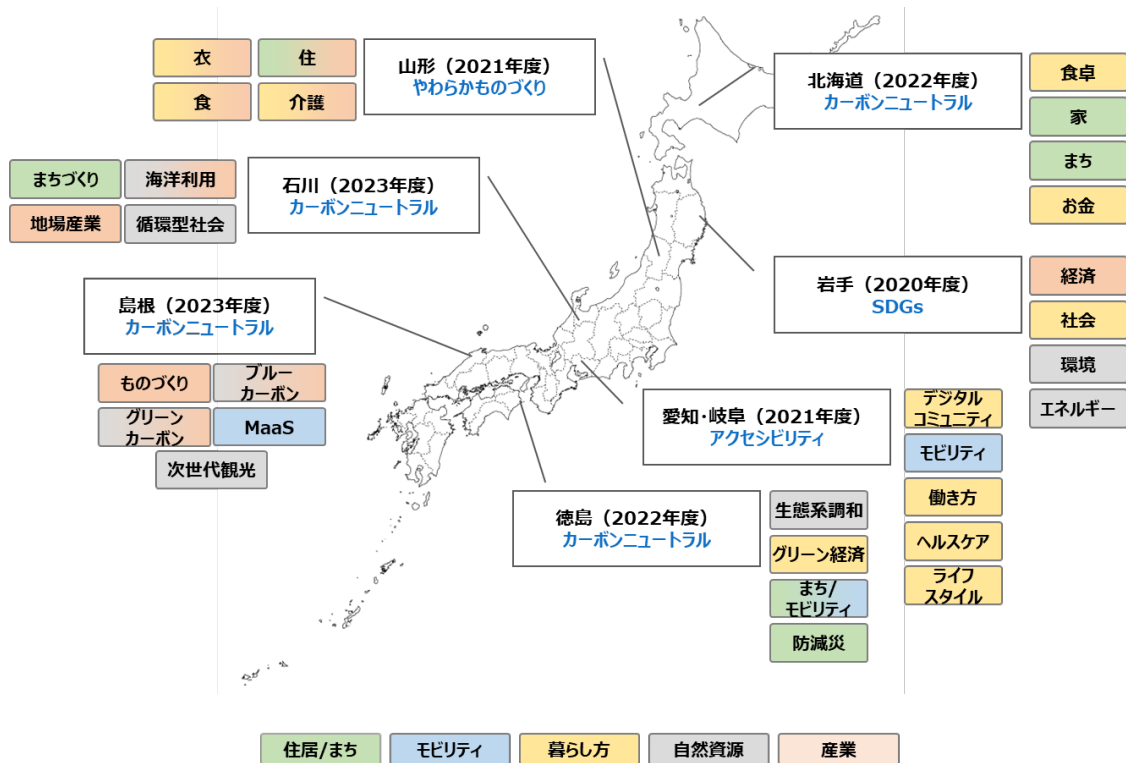 衣
住
食
介護
山形（2021年度）
やわらかものづくり
北海道（2022年度）
カーボンニュートラル
食卓
家
まち
お金
まちづくり
海洋利用
地場産業
循環型社会
石川（2023年度）
カーボンニュートラル
岩手（2020年度）
SDGs
経済
社会
環境
エネルギー
島根（2023年度）
カーボンニュートラル
ものづくり
ブルー
カーボン
グリーン
カーボン
MaaS
次世代観光
愛知・岐阜（2021年度）
アクセシビリティ
デジタル
コミュニティ
モビリティ
働き方
ヘルスケア
ライフ
スタイル
徳島（2022年度）
カーボンニュートラル
生態系調和
グリーン経済
まち/
モビリティ
防減災
住居/まち
モビリティ
暮らし方
自然資源
産業